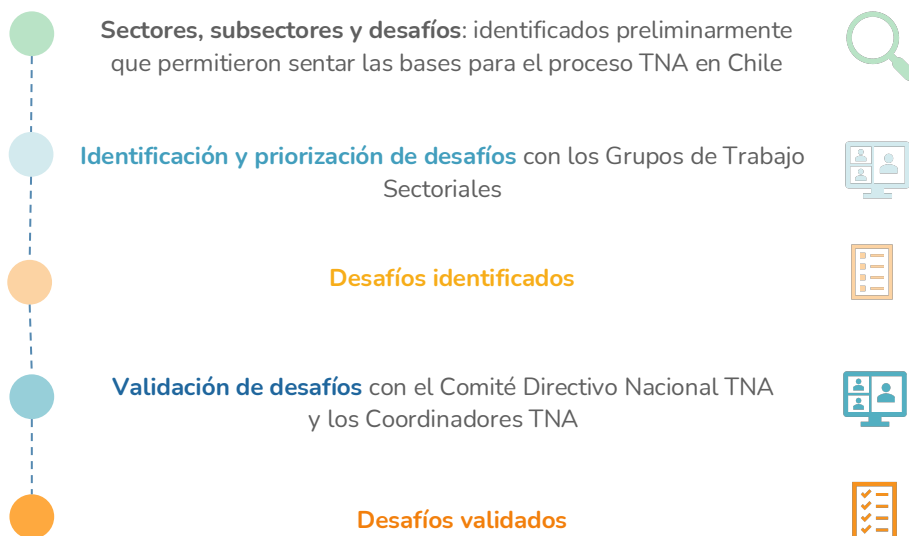 Sectores, subsectores y desafíos: identificados preliminarmente
que permitieron sentar las bases para el proceso TNA en Chile
Identificación y priorización de desafíos con los Grupos de Trabajo
Sectoriales
Desafíos identificados
Validación de desafíos con el Comité Directivo Nacional TNA
y los Coordinadores TNA
Desafíos validados